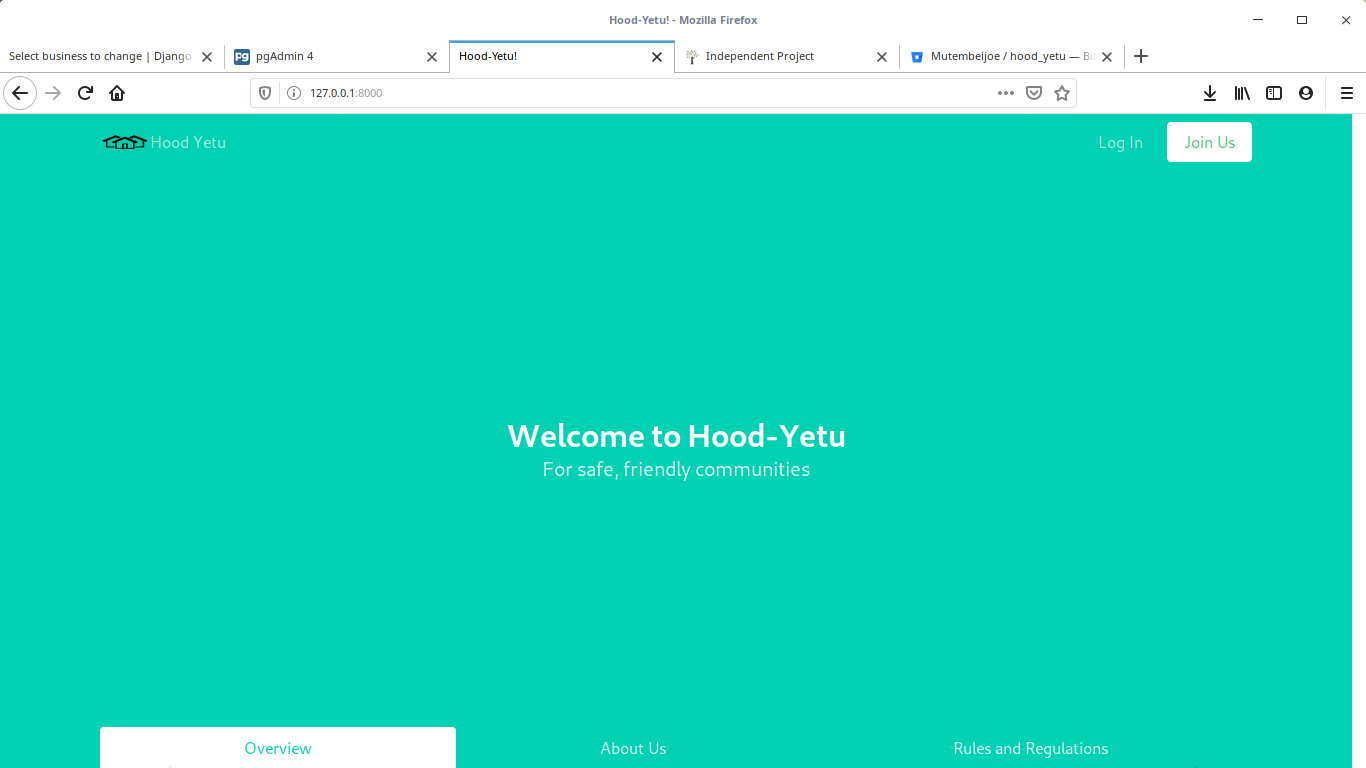 Hood-Yetu! - Mozilla Firefox
Select business to change | Django
pgAdmin 4
Hood-Yetu!
Independent Project
Mutembeijoe / hood_yetu — Bi
127.0.0.1:8000
Hood Yetu
Log In
Join Us
Welcome to Hood-Yetu
For safe, friendly communities
Overview
About Us
Rules and Regulations